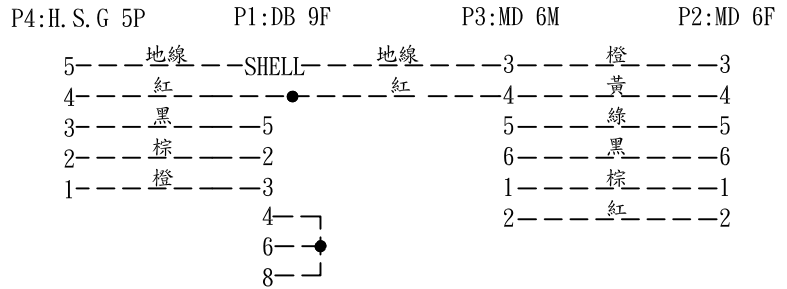 P4:H.S.G 5P P1:DB 9F P3:MD 6M P2:MD 6F
5 地線 SHELL 地線 3 橙 3
4 紅 紅 4 黃 4
3 黑 5 5 綠 5
2 棕 2 6 黑 6
1 橙 3 1 棕 1
4 2 紅 2
6
8